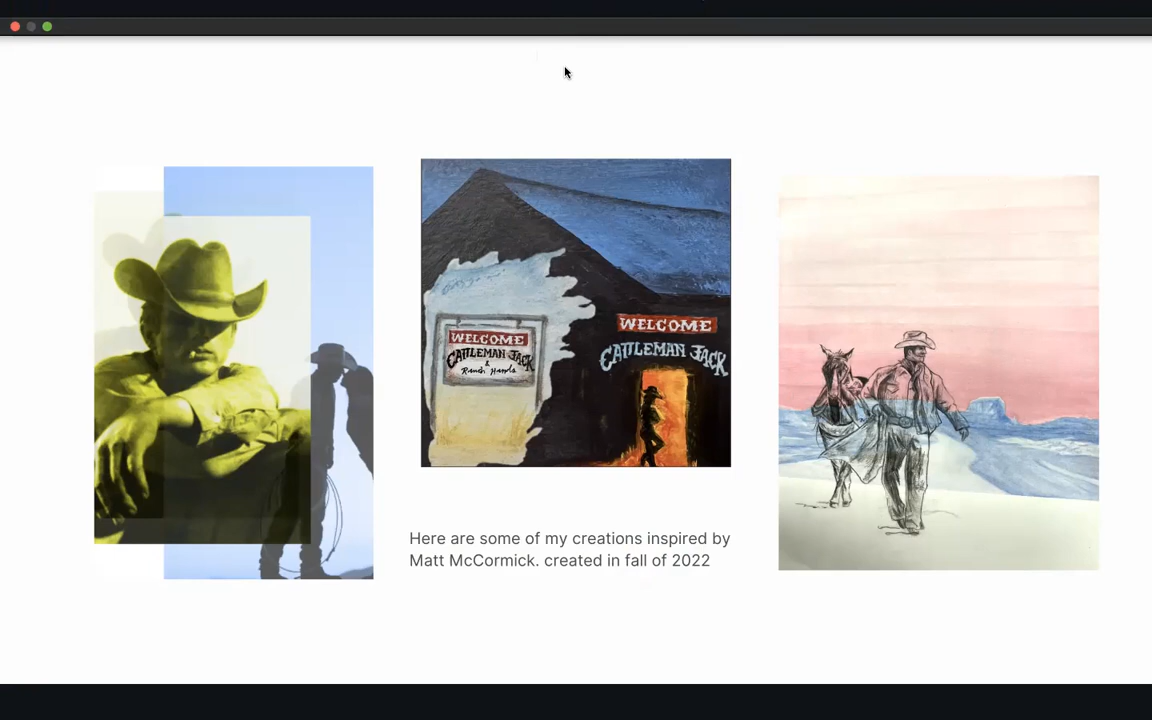 WELCOME
CATTLEMAN JACK
&
Ranch Hands
WELCOME
CATTLEMAN JACK
Here are some of my creations inspired by
Matt McCormick. created in fall of 2022